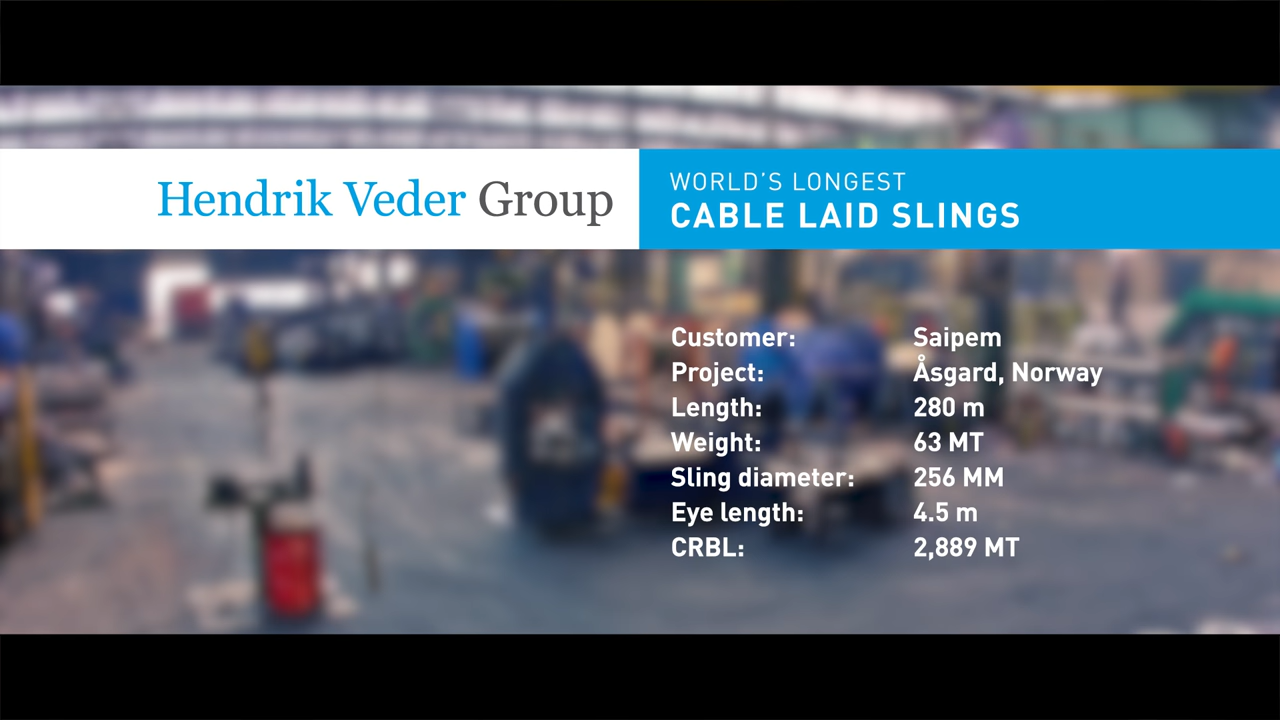 Hendrik Veder Group
WORLD'S LONGEST
CABLE LAID SLINGS
Customer: Saipem
Project: Åsgard, Norway
Length: 280 m
Weight: 63 MT
Sling diameter: 256 MM
Eye length: 4.5 m
CRBL: 2,889 MT